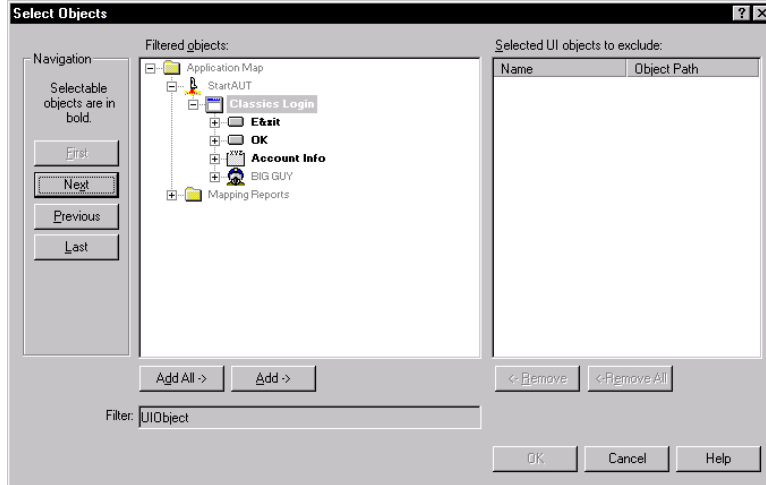 Select Objects
Navigation
Selectable
objects are in
bold.
First
Next
Previous
Last
Filtered objects:
Application Map
StartAUT
Classics Login
E&xit
OK
XYZ
Account Info
BIG GUY
Mapping Reports
Add All ->
Add ->
Filter:
UIObject
Selected UI objects to exclude:
Name
Object Path
<- Remove
<-Remove All
OK
Cancel
Help